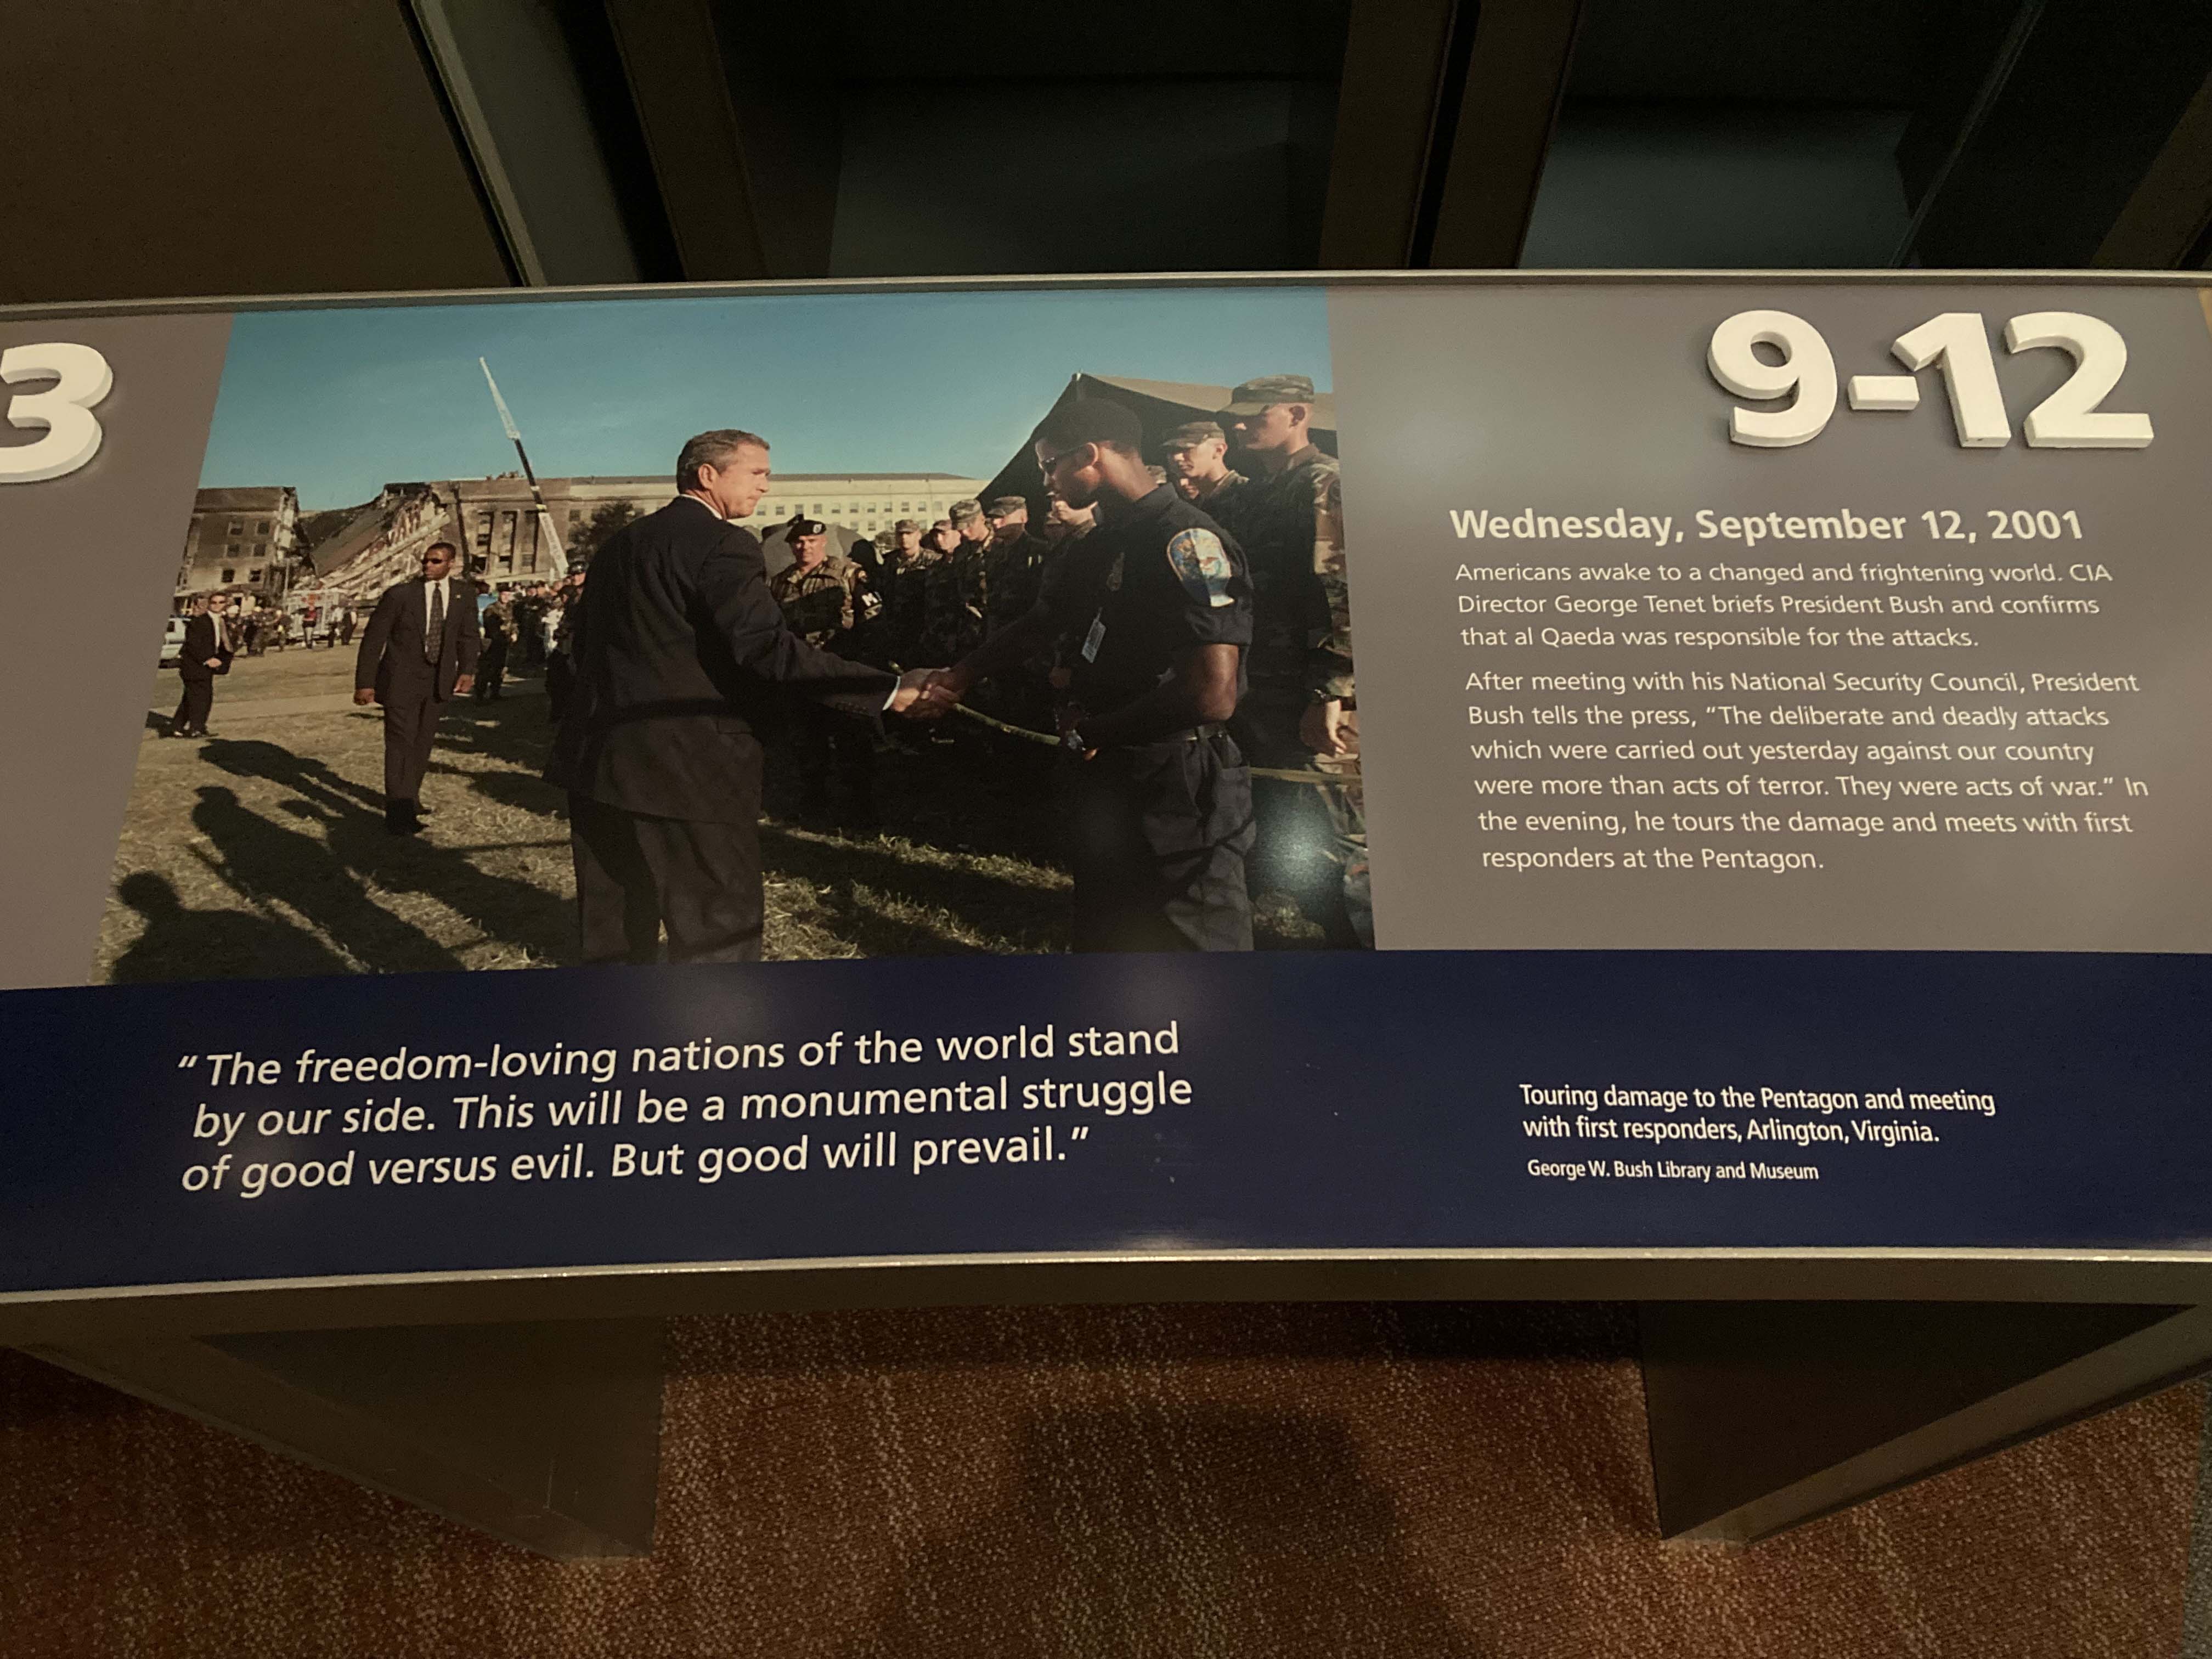 3
9-12
Wednesday, September 12, 2001
Americans awake to a changed and frightening world. CIA
Director George Tenet briefs President Bush and confirms
that al Qaeda was responsible for the attacks.
After meeting with his National Security Council, President
Bush tells the press, “The deliberate and deadly attacks
which were carried out yesterday against our country
were more than acts of terror. They were acts of war.” In
the evening, he tours the damage and meets with first
responders at the Pentagon.
“The freedom-loving nations of the world stand
by our side. This will be a monumental struggle
of good versus evil. But good will prevail.”
Touring damage to the Pentagon and meeting
with first responders, Arlington, Virginia.
George W. Bush Library and Museum